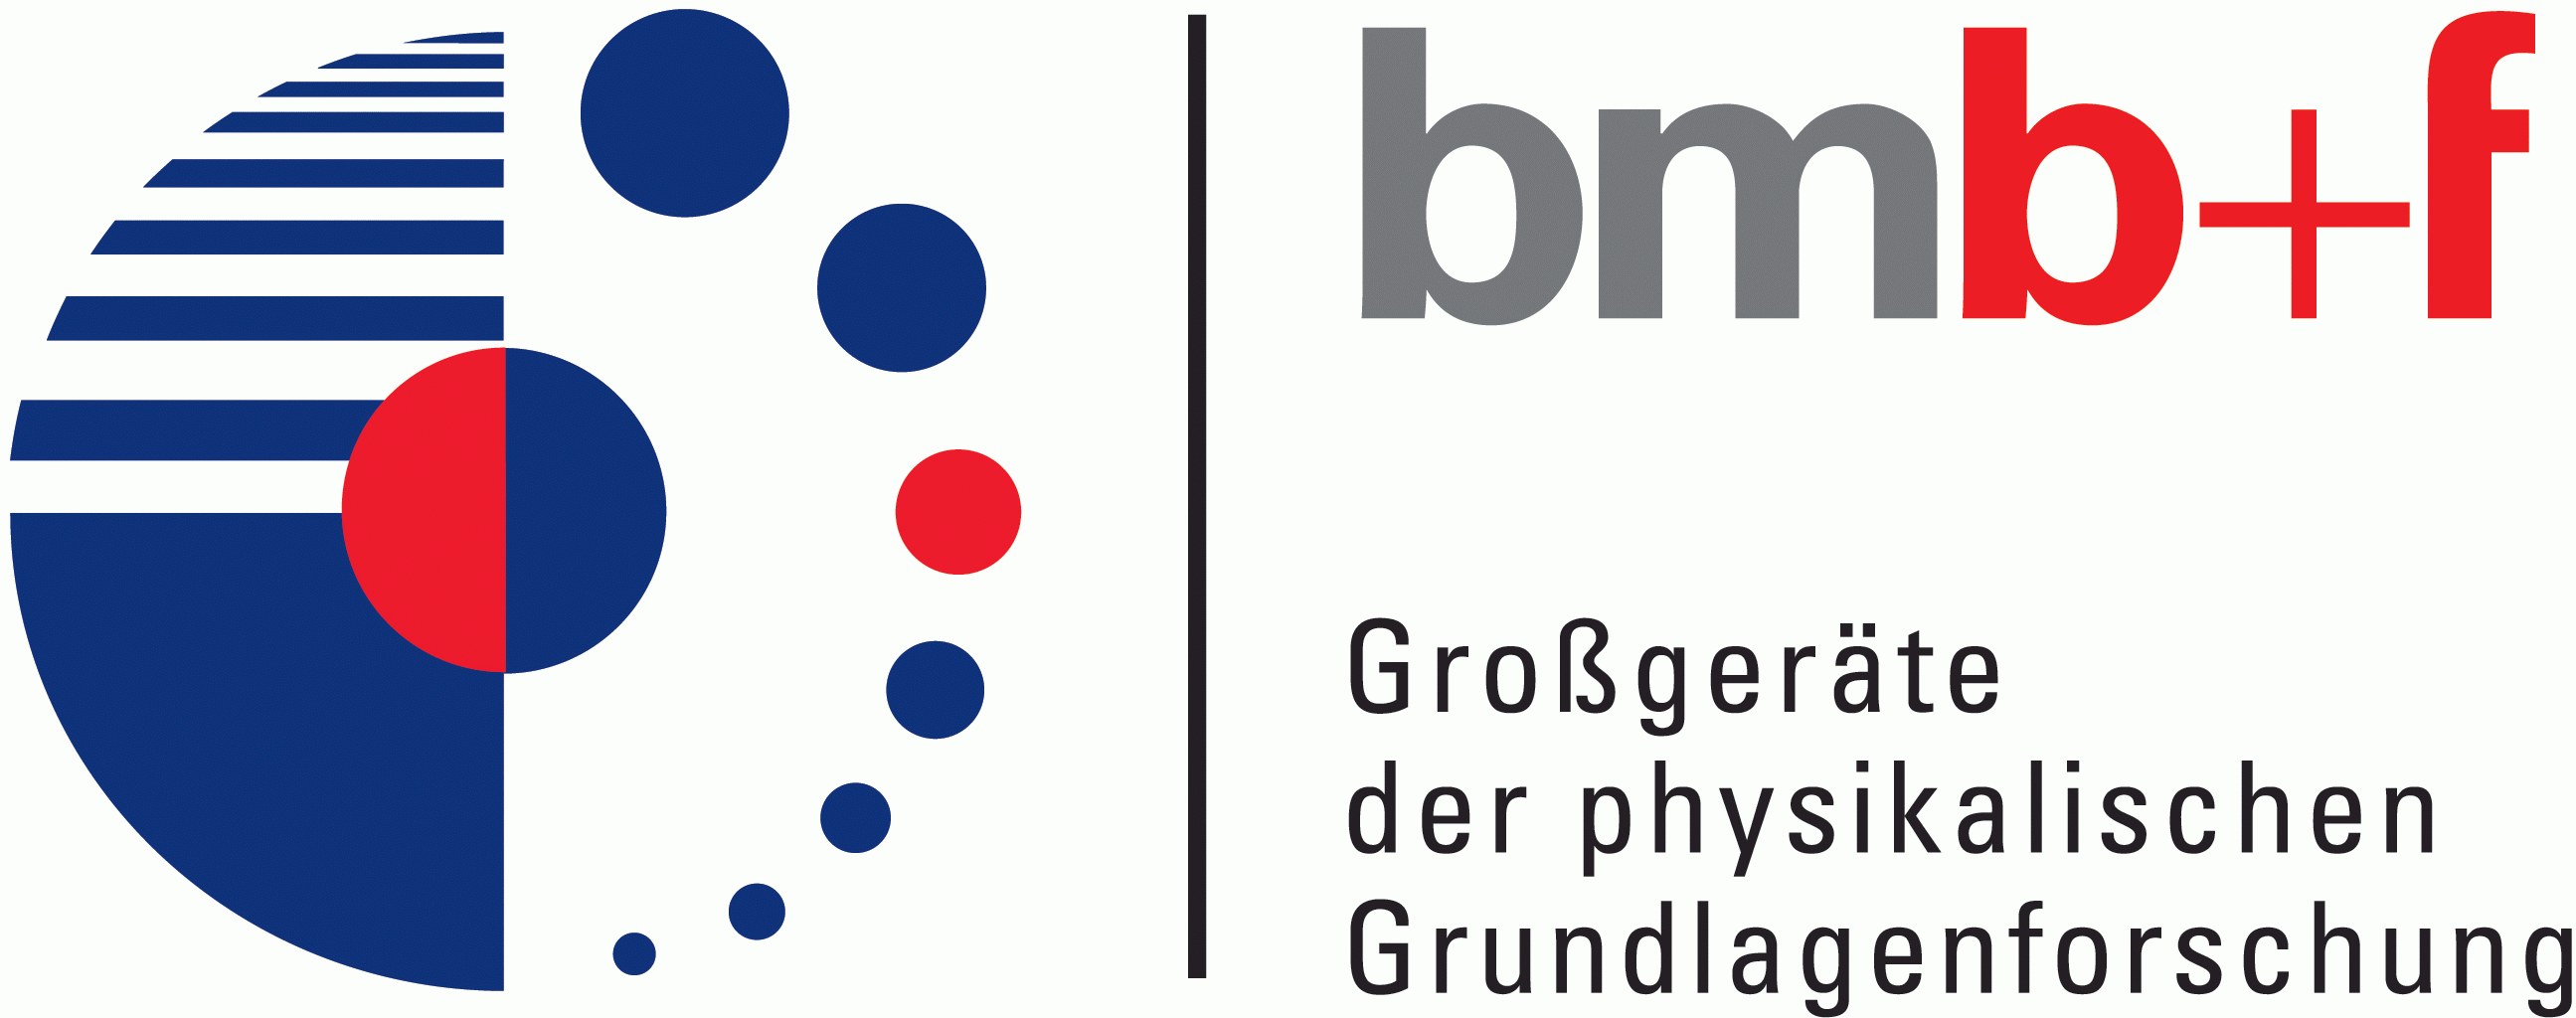 bmb+f
Großgeräte
der physikalischen
Grundlagenforschung